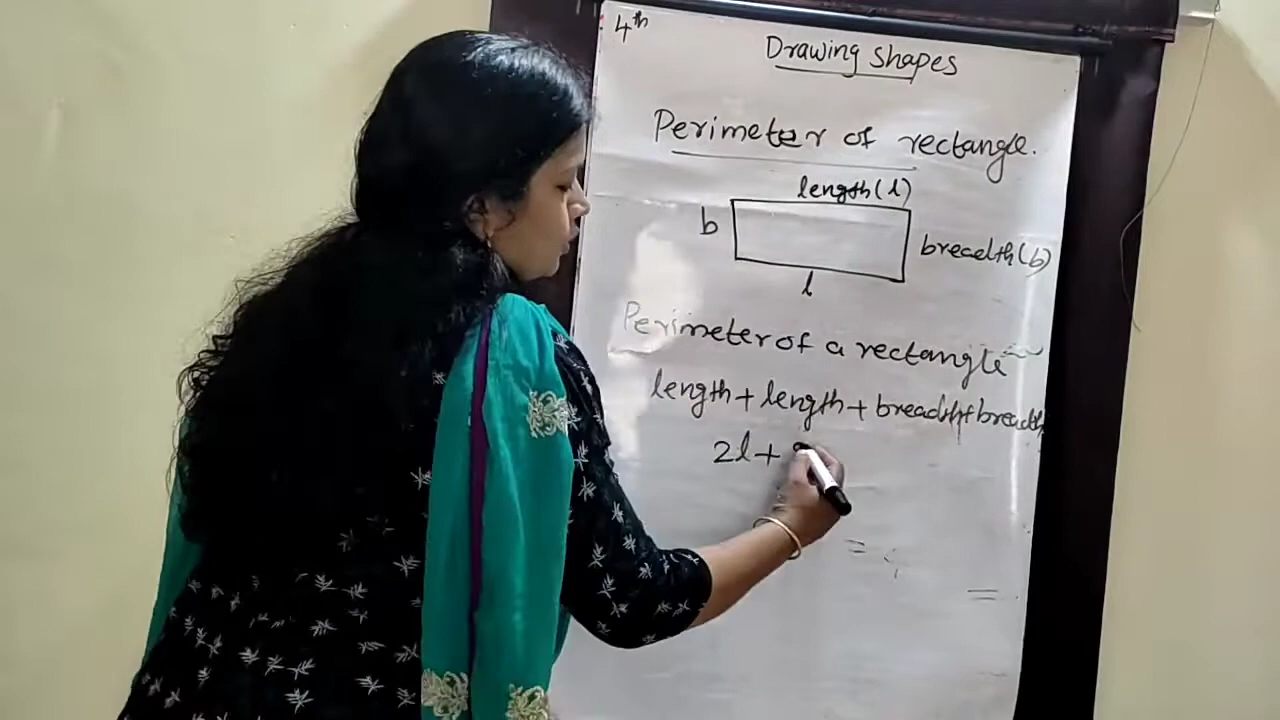 4th
Drawing shapes
Perimeter of rectangle.
length (l)
b
breadth (b)
l
Perimeter of a rectangle
length + length + breadth + breadth
2l +
=
=